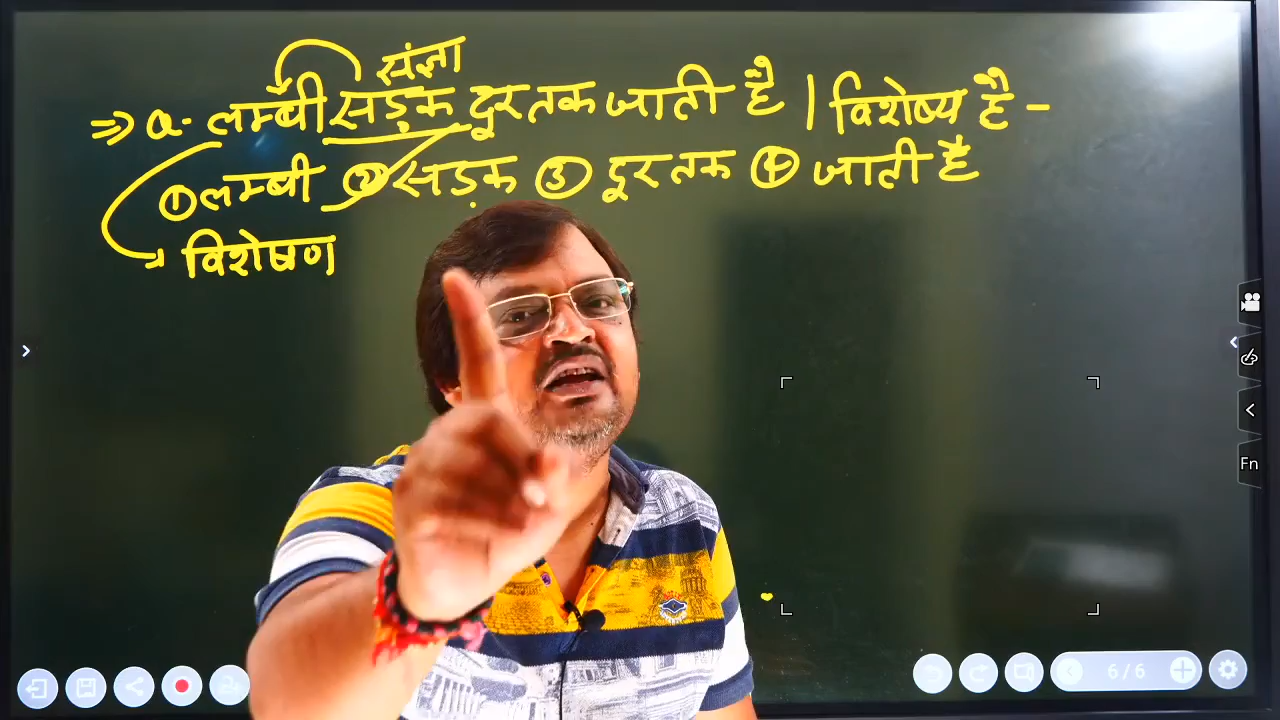 संज्ञा
⇒ a. लम्बी सड़क दूर तक जाती है | विशेष्य है -
① लम्बी ② सड़क ③ दूर तक ④ जाती है
→ विशेषण
Fn
6/6